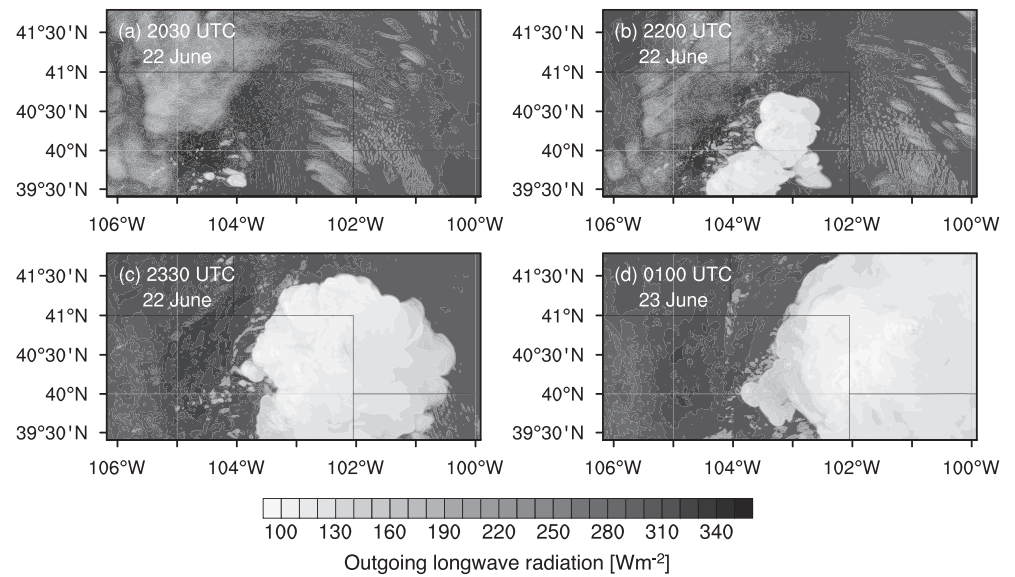 (a) 2030 UTC
22 June
41°30'N
41°N
40°30'N
40°N
39°30'N
106°W 104°W 102°W 100°W
(b) 2200 UTC
22 June
41°30'N
41°N
40°30'N
40°N
39°30'N
106°W 104°W 102°W 100°W
(c) 2330 UTC
22 June
41°30'N
41°N
40°30'N
40°N
39°30'N
106°W 104°W 102°W 100°W
(d) 0100 UTC
23 June
41°30'N
41°N
40°30'N
40°N
39°30'N
106°W 104°W 102°W 100°W
100 130 160 190 220 250 280 310 340
Outgoing longwave radiation [Wm⁻²]